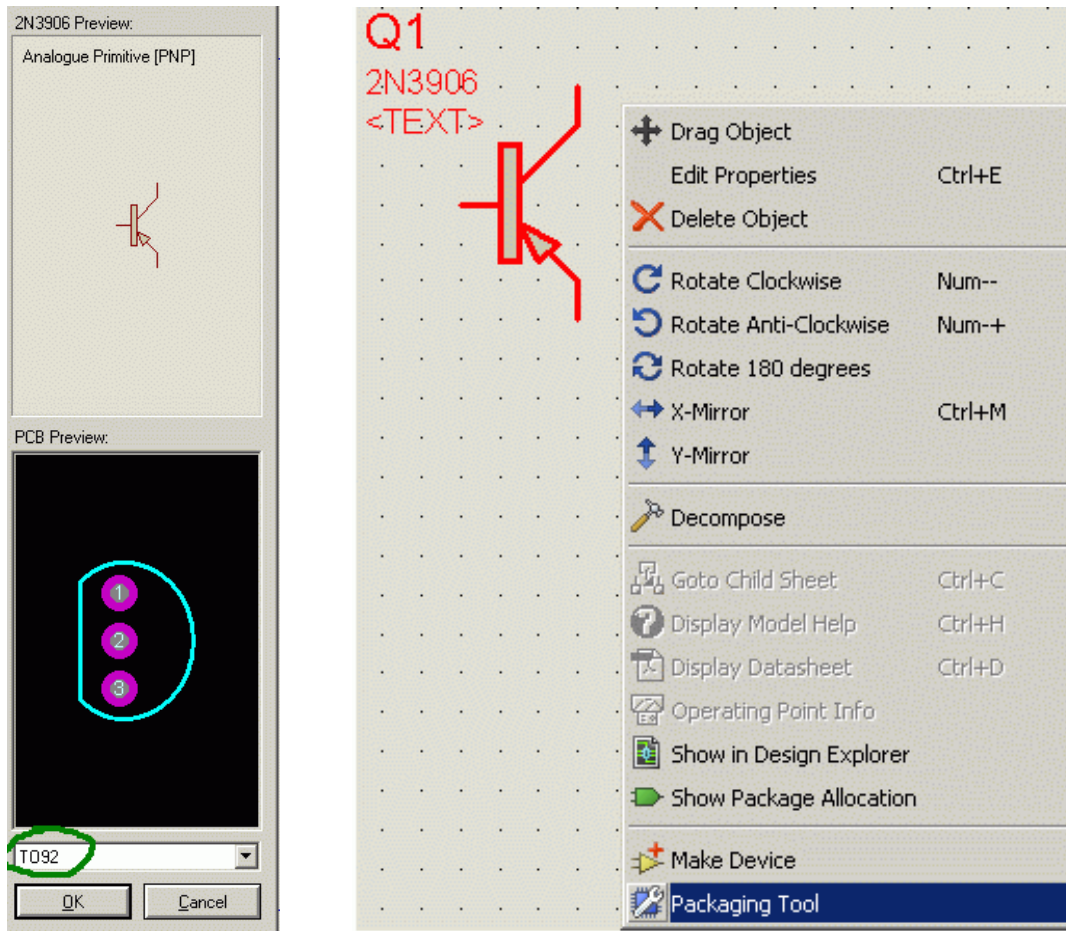 2N3906 Preview:
Analogue Primitive [PNP]
PCB Preview:
1
2
3
TO92
OK
Cancel
Q1
2N3906
<TEXT>
Drag Object
Edit Properties Ctrl+E
Delete Object
Rotate Clockwise Num--
Rotate Anti-Clockwise Num-+
Rotate 180 degrees
X-Mirror Ctrl+M
Y-Mirror
Decompose
Goto Child Sheet Ctrl+C
Display Model Help Ctrl+H
Display Datasheet Ctrl+D
Operating Point Info
Show in Design Explorer
Show Package Allocation
Make Device
Packaging Tool